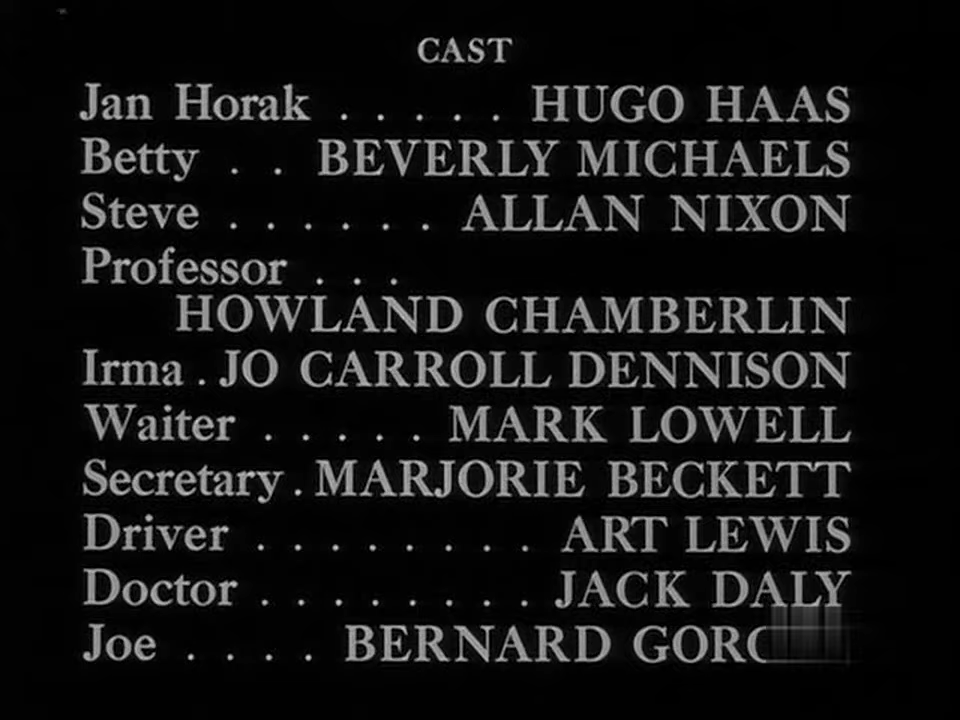 CAST
Jan Horak . . . . . HUGO HAAS
Betty . . BEVERLY MICHAELS
Steve . . . . . . ALLAN NIXON
Professor . . .
HOWLAND CHAMBERLIN
Irma . JO CARROLL DENNISON
Waiter . . . . . MARK LOWELL
Secretary . MARJORIE BECKETT
Driver . . . . . . . . ART LEWIS
Doctor . . . . . . . . JACK DALY
Joe . . . . BERNARD